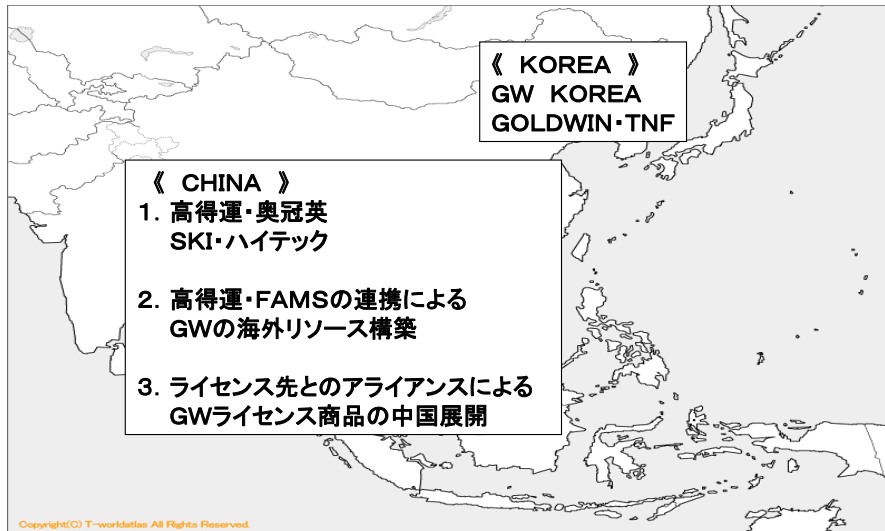 《 KOREA 》
GW KOREA
GOLDWIN・TNF
《 CHINA 》
1. 高得運・奥冠英
SKI・ハイテック
2. 高得運・FAMSの連携による
GWの海外リソース構築
3. ライセンス先とのアライアンスによる
GWライセンス商品の中国展開
Copyright(C) T-worldatlas All Rights Reserved.